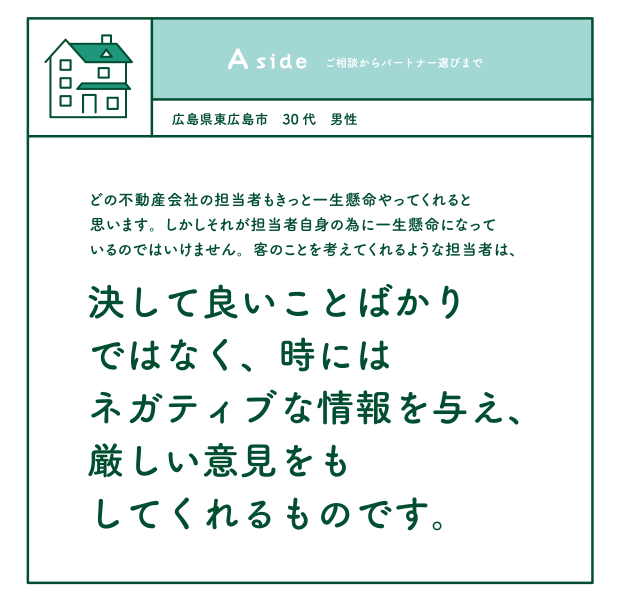 A side ご相談からパートナー選びまで
広島県東広島市 30代 男性
どの不動産会社の担当者もきっと一生懸命やってくれると
思います。しかしそれが担当者自身の為に一生懸命になって
いるのではいけません。客のことを考えてくれるような担当者は、
決して良いことばかり
ではなく、時には
ネガティブな情報を与え、
厳しい意見をも
してくれるものです。